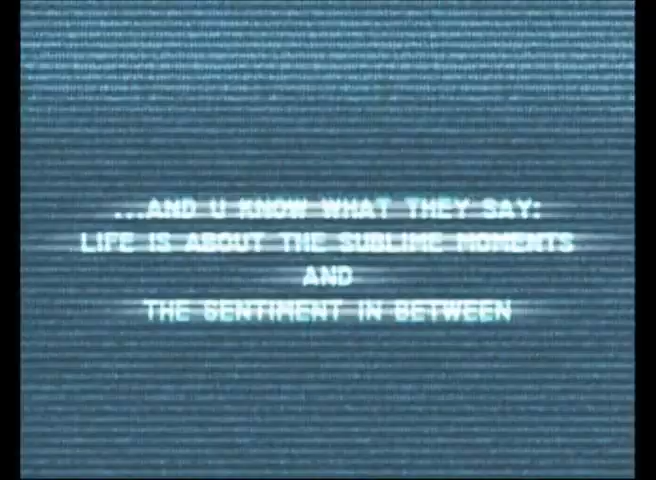 ...AND U KNOW WHAT THEY SAY:
LIFE IS ABOUT THE SUBLIME MOMENTS
AND
THE SENTIMENT IN BETWEEN